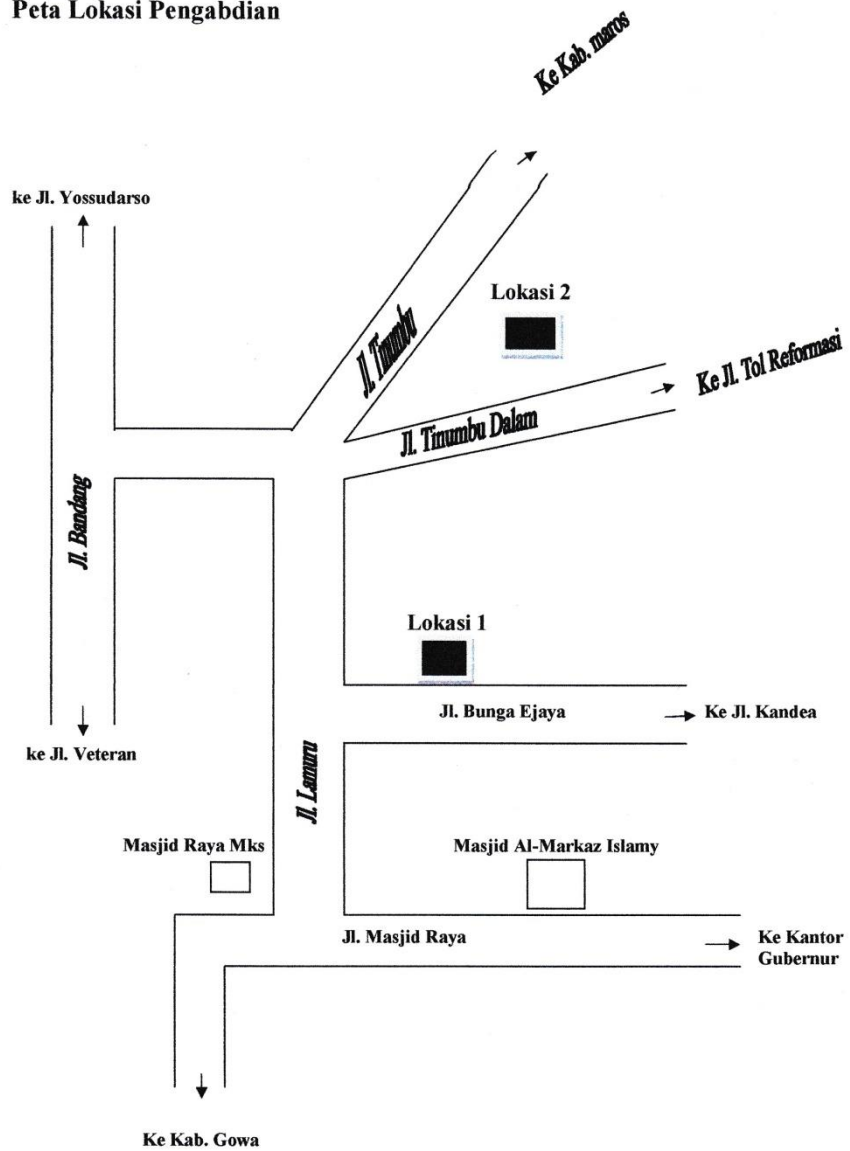 Peta Lokasi Pengabdian
Ke Kab. maros
ke Jl. Yossudarso
Lokasi 2
Jl. Tinumbu
Ke Jl. Tol Reformasi
Jl. Tinumbu Dalam
Jl. Bandang
Lokasi 1
Jl. Bunga Ejaya
Ke Jl. Kandea
ke Jl. Veteran
Jl. Lamuru
Masjid Raya Mks
Masjid Al-Markaz Islamy
Jl. Masjid Raya
Ke Kantor
Gubernur
Ke Kab. Gowa